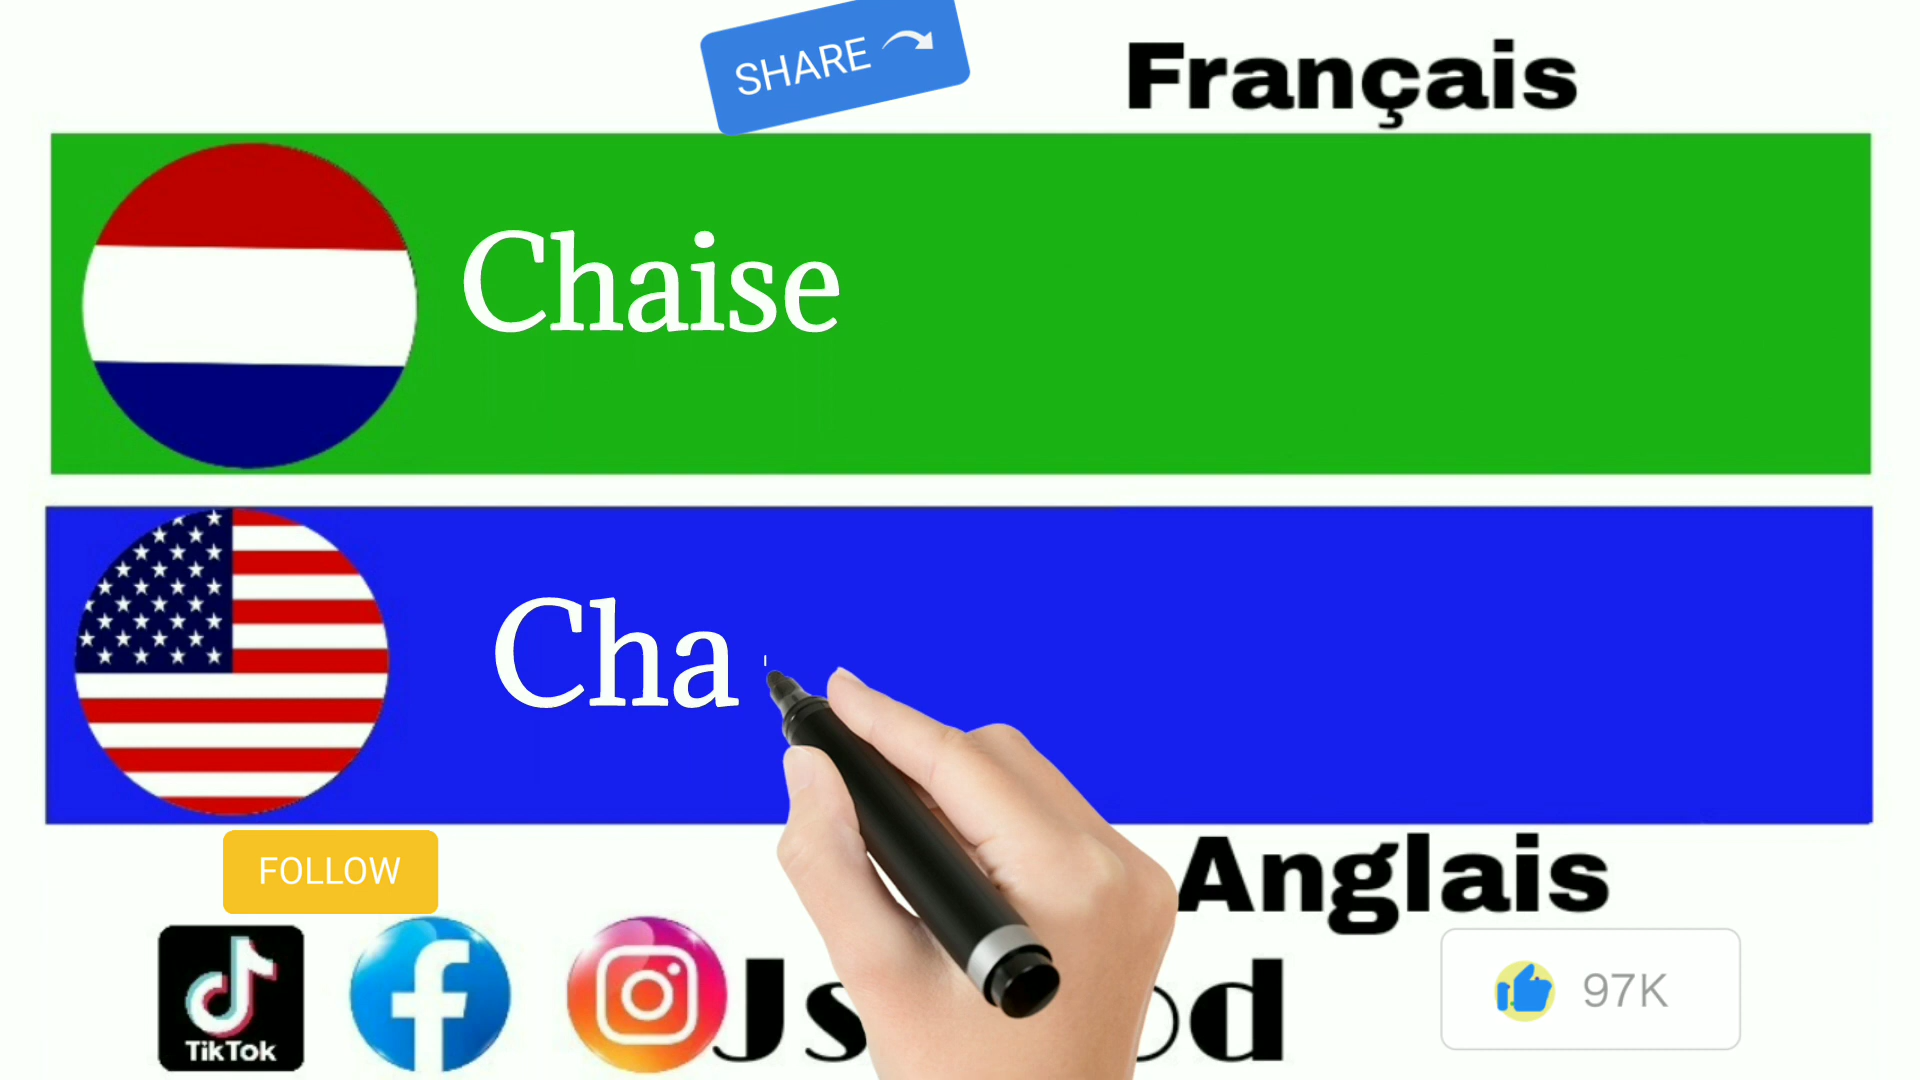 SHARE
Français
Chaise
Cha
Anglais
FOLLOW
TikTok
97K